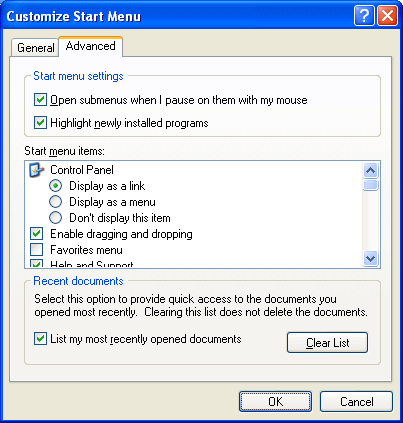 Customize Start Menu
General
Advanced
Start menu settings
Open submenus when I pause on them with my mouse
Highlight newly installed programs
Start menu items:
Control Panel
Display as a link
Display as a menu
Don't display this item
Enable dragging and dropping
Favorites menu
Help and Support
Recent documents
Select this option to provide quick access to the documents you
opened most recently.  Clearing this list does not delete the documents.
List my most recently opened documents
Clear List
OK
Cancel